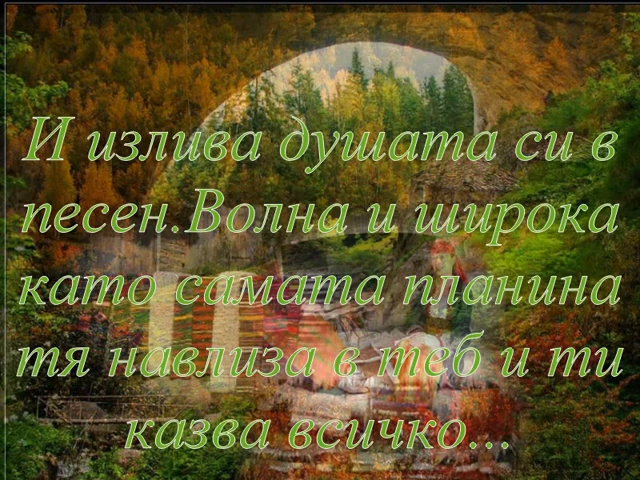 И излива душата си в
песен.Волна и широка
като самата планина
тя навлиза в теб и ти
казва всичко...